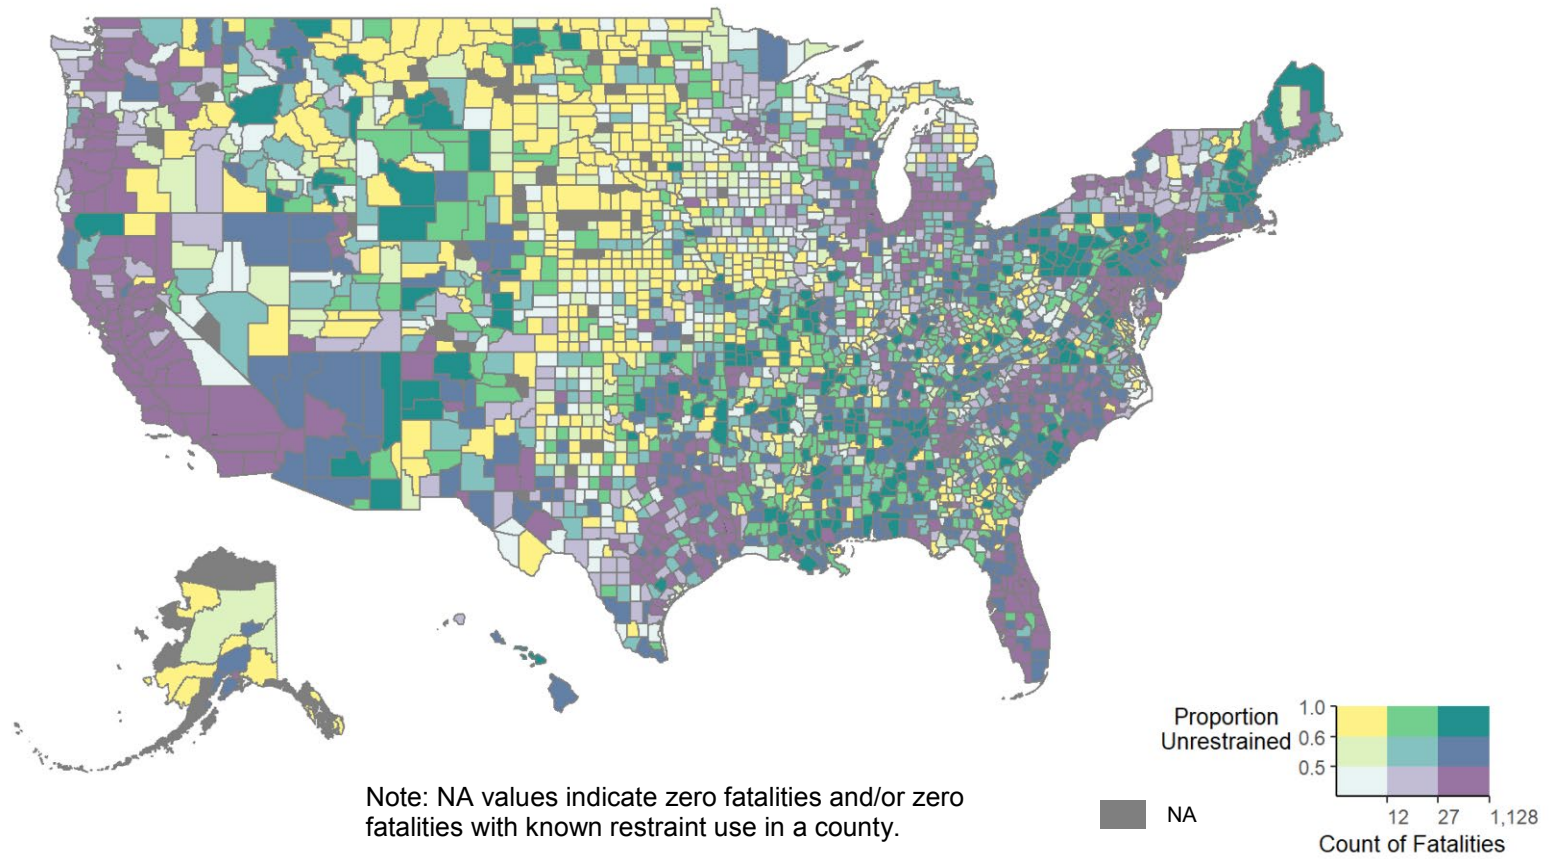 Proportion
Unrestrained
1.0
0.6
0.5
12 27 1,128
Count of Fatalities
NA
Note: NA values indicate zero fatalities and/or zero
fatalities with known restraint use in a county.